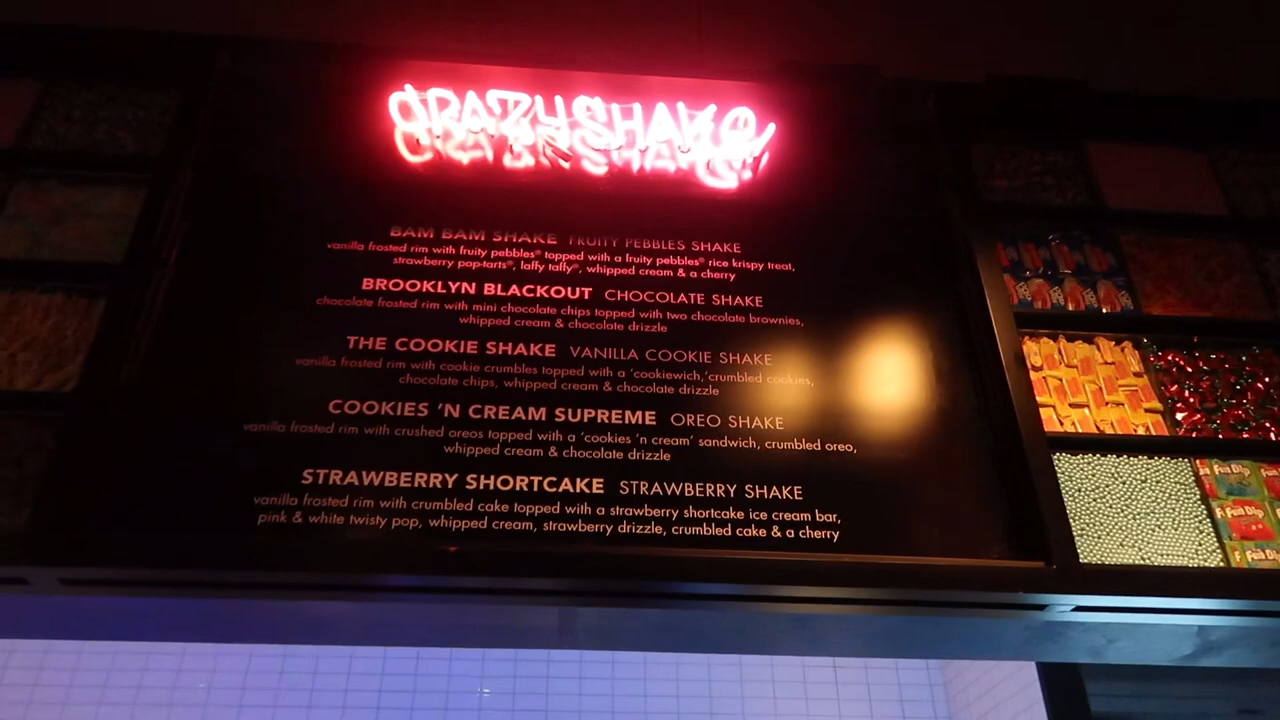 CRAZYSHAKE
BAM BAM SHAKE FRUITY PEBBLES SHAKE
vanilla frosted rim with fruity pebbles® topped with a fruity pebbles® rice krispy treat,
strawberry pop-tarts®, laffy taffy®, whipped cream & a cherry
BROOKLYN BLACKOUT CHOCOLATE SHAKE
chocolate frosted rim with mini chocolate chips topped with two chocolate brownies,
whipped cream & chocolate drizzle
THE COOKIE SHAKE VANILLA COOKIE SHAKE
vanilla frosted rim with cookie crumbles topped with a 'cookiewich,'crumbled cookies,
chocolate chips, whipped cream & chocolate drizzle
COOKIES 'N CREAM SUPREME OREO SHAKE
vanilla frosted rim with crushed oreos topped with a 'cookies 'n cream' sandwich, crumbled oreo,
whipped cream & chocolate drizzle
STRAWBERRY SHORTCAKE STRAWBERRY SHAKE
vanilla frosted rim with crumbled cake topped with a strawberry shortcake ice cream bar,
pink & white twisty pop, whipped cream, strawberry drizzle, crumbled cake & a cherry
Fun Dip
Fun Dip
Fun Dip